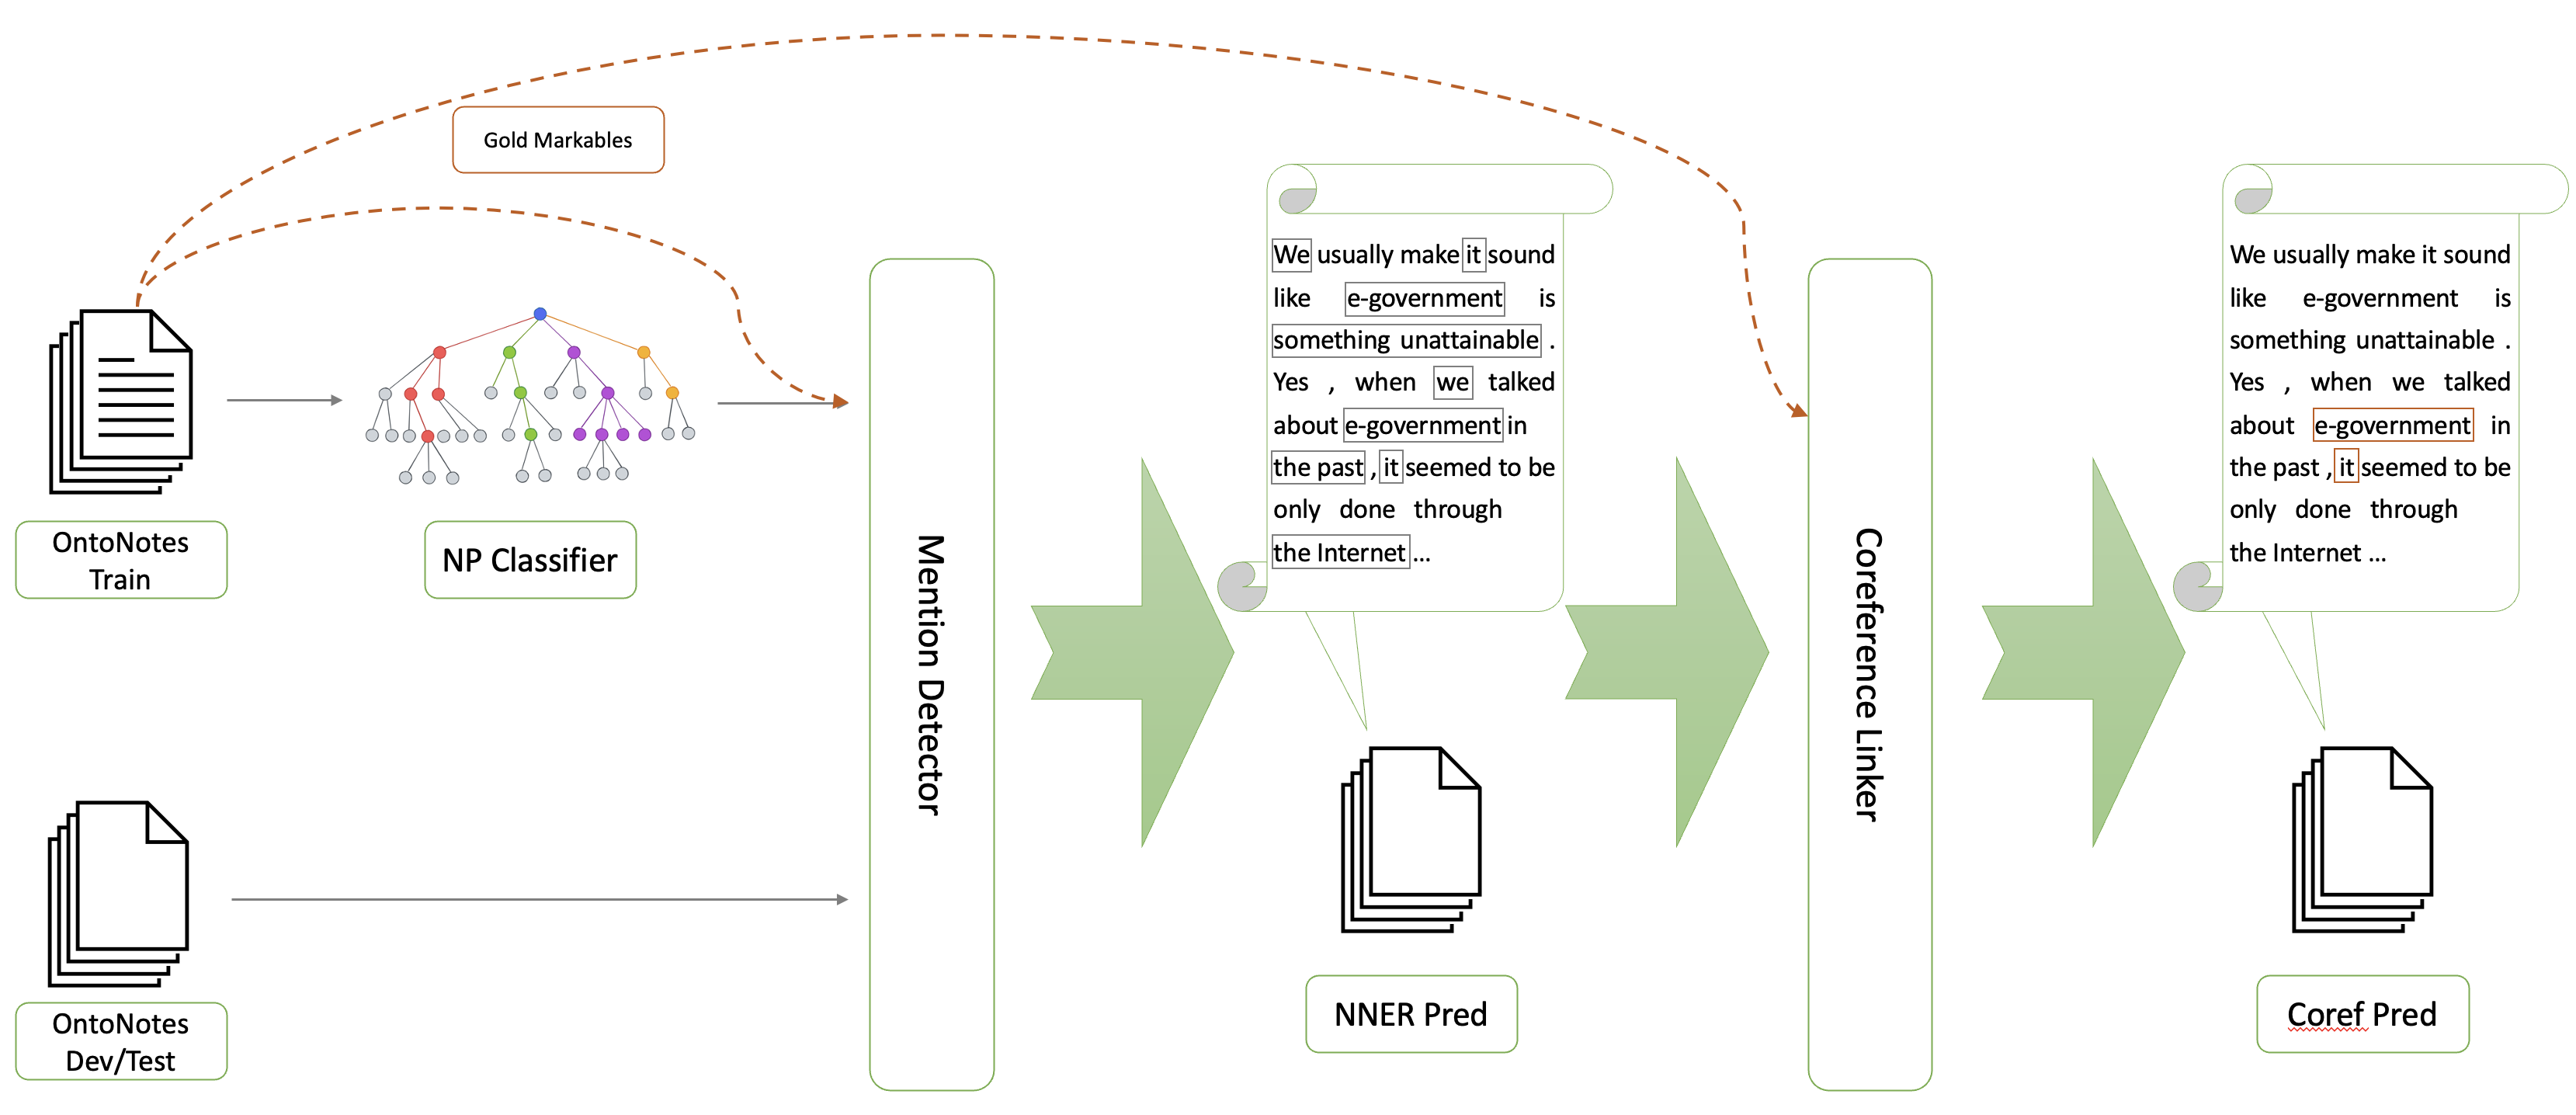 Gold Markables
OntoNotes
Train
NP Classifier
OntoNotes
Dev/Test
Mention Detector
We usually make it sound
like e-government is
something unattainable .
Yes , when we talked
about e-government in
the past , it seemed to be
only done through
the Internet ...
NNER Pred
Coreference Linker
We usually make it sound
like e-government is
something unattainable .
Yes , when we talked
about e-government in
the past , it seemed to be
only done through
the Internet ...
Coref Pred